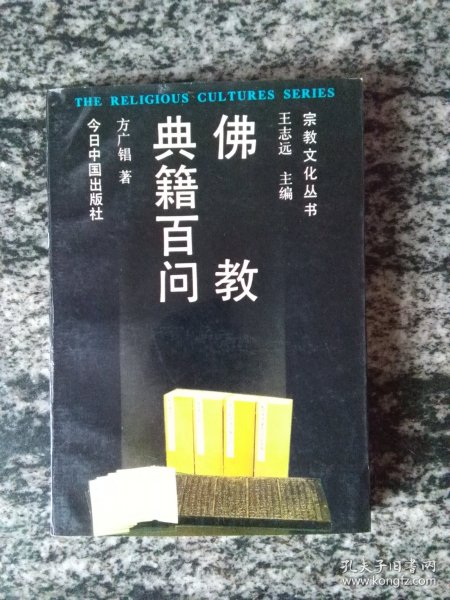 THE RELIGIOUS CULTURES SERIES
宗教文化丛书
王志远 主编
佛教
典籍百问
方广锠 著
今日中国出版社
孔夫子旧书网
www.kongfz.com